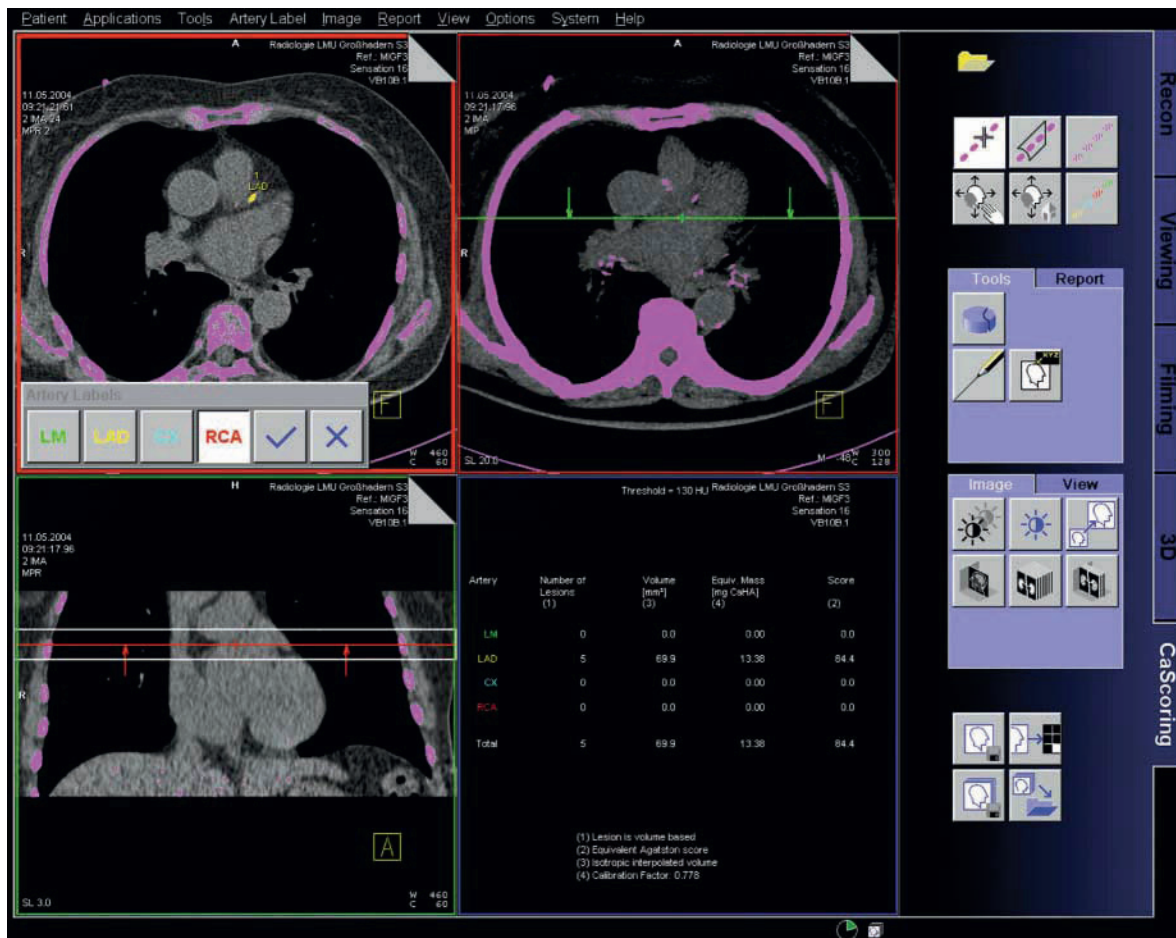 Patient Applications Tools Artery Label Image Report View Options System Help
A
Radiologie LMU Großhadern S3
Ref.: MIGF3
Sensation 16
VB10B.1
11.05.2004
09:21:21.61
2 IMA 24
MPR 2
1
LAD
R
F
Artery Labels
LM LAD CX RCA
W 460
C 60
A
Radiologie LMU Großhadern S3
Ref.: MIGF3
Sensation 16
VB10B.1
11.05.2004
09:21:17.96
2 IMA
MIP
R
F
SL 20.0
W 300
C 128
H
Radiologie LMU Großhadern S3
Ref.: MIGF3
Sensation 16
VB10B.1
11.05.2004
09:21:17.96
2 IMA
MPR
R
A
SL 3.0
W 460
C 60
Threshold = 130 HU
Radiologie LMU Großhadern S3
Ref.: MIGF3
Sensation 16
VB10B.1
Artery Number of Volume Equiv. Mass Score
Lesions [mm³] [mg CaHA]
(1) (3) (4) (2)
LM 0 0.0 0.00 0.0
LAD 5 69.9 13.38 84.4
CX 0 0.0 0.00 0.0
RCA 0 0.0 0.00 0.0
Total 5 69.9 13.38 84.4
(1) Lesion is volume based
(2) Equivalent Agatston score
(3) Isotropic interpolated volume
(4) Calibration Factor: 0.778
Tools Report
XYZ
Image View
Recon
Viewing
Filming
3D
CaScoring